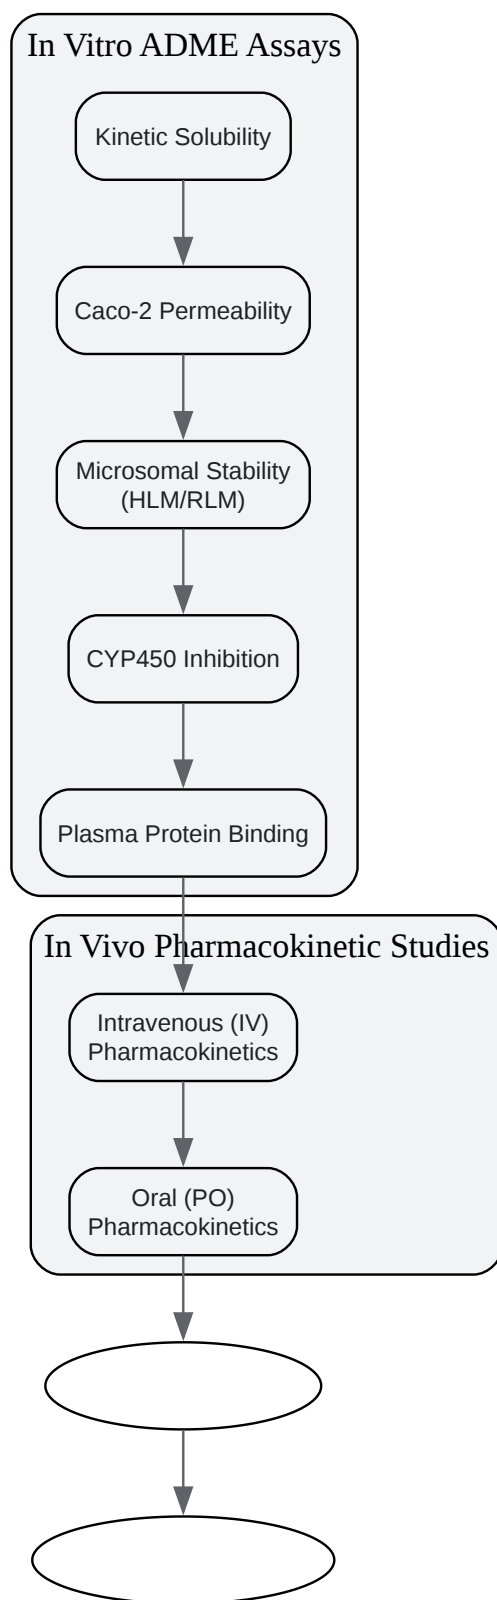 In Vitro ADME Assays
Kinetic Solubility
Caco-2 Permeability
Microsomal Stability
(HLM/RLM)
CYP450 Inhibition
Plasma Protein Binding
In Vivo Pharmacokinetic Studies
Intravenous (IV)
Pharmacokinetics
Oral (PO)
Pharmacokinetics